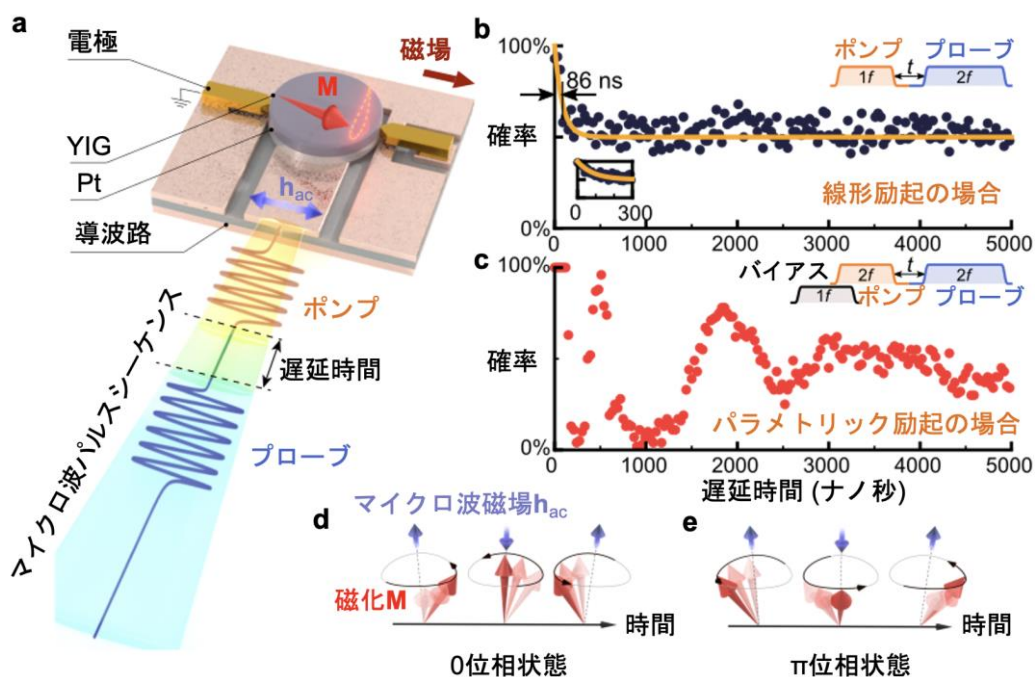 a
電極
磁場
M
YIG
Pt
h_ac
導波路
ポンプ
遅延時間
マイクロ波パルスシーケンス
プローブ
b
100%
86 ns
ポンプ
プローブ
1f
t
2f
確率
0
300
線形励起の場合
0%
0
1000
2000
3000
4000
5000
c
100%
バイアス
2f
t
2f
1f
ポンプ
プローブ
確率
パラメトリック励起の場合
0%
0
1000
2000
3000
4000
5000
遅延時間 (ナノ秒)
d
マイクロ波磁場h_ac
e
磁化M
時間
時間
0位相状態
π位相状態